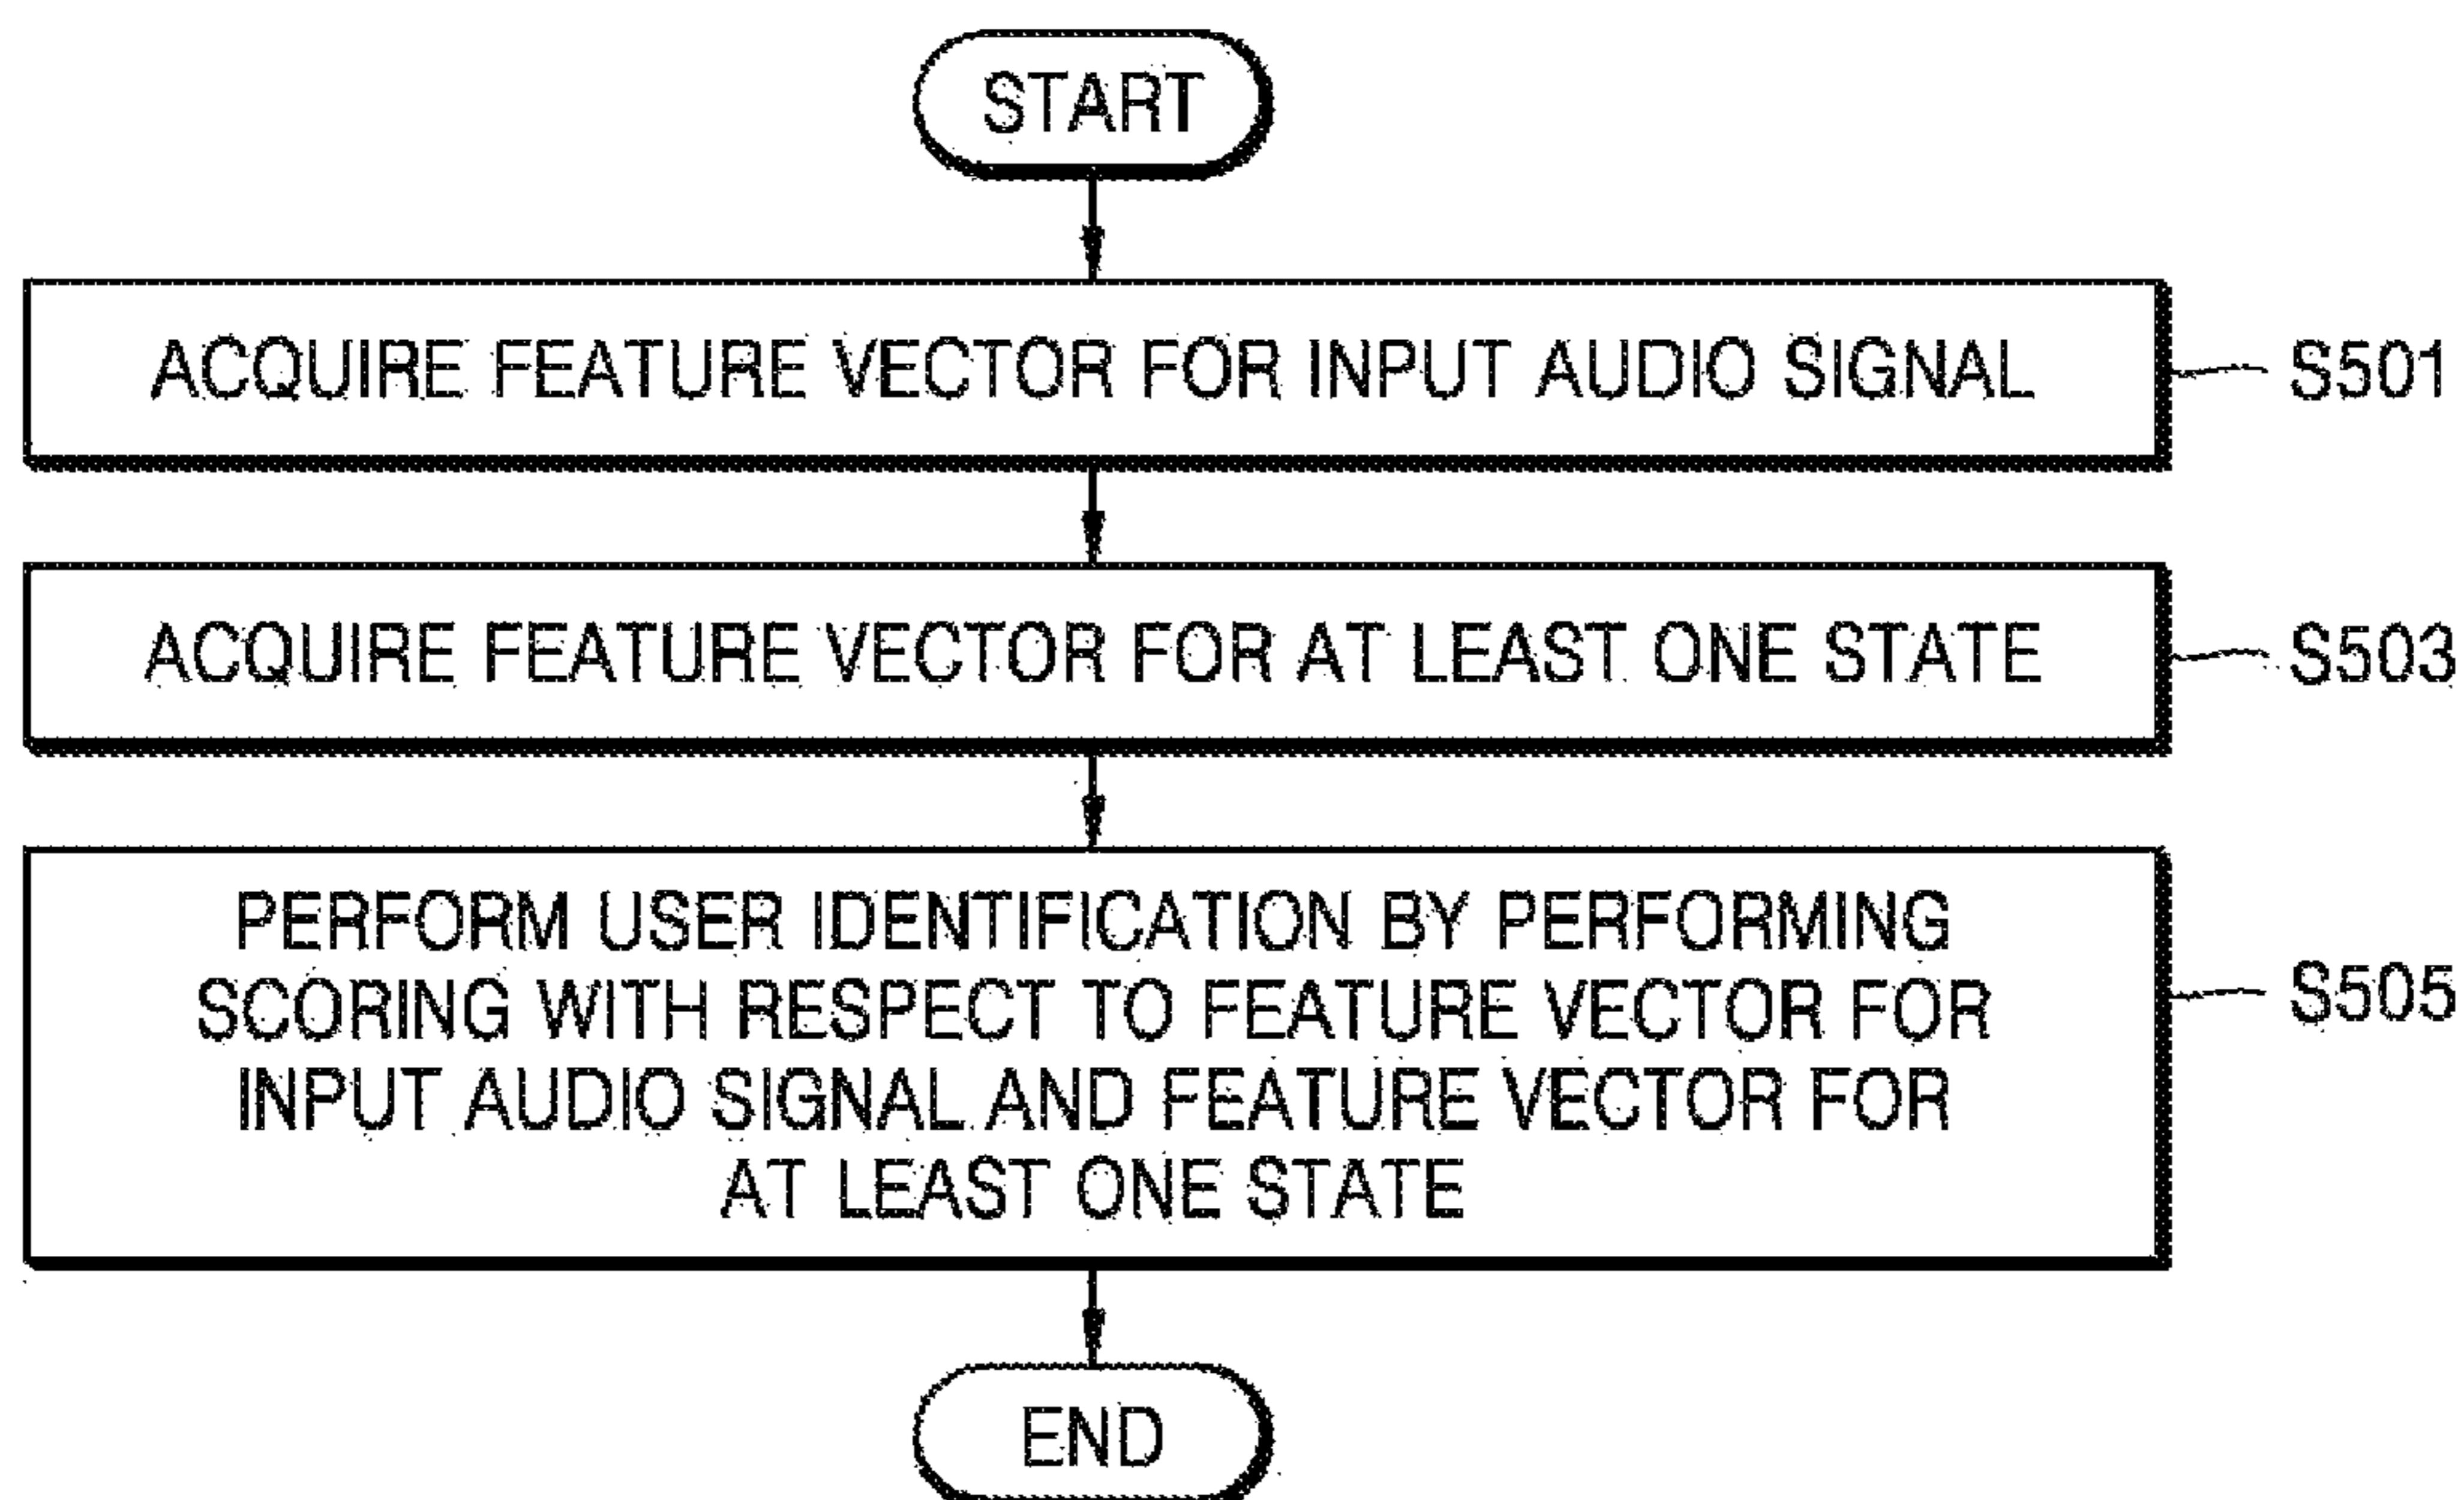 START
ACQUIRE FEATURE VECTOR FOR INPUT AUDIO SIGNAL
S501
ACQUIRE FEATURE VECTOR FOR AT LEAST ONE STATE
S503
PERFORM USER IDENTIFICATION BY PERFORMING
SCORING WITH RESPECT TO FEATURE VECTOR FOR
INPUT AUDIO SIGNAL AND FEATURE VECTOR FOR
AT LEAST ONE STATE
S505
END